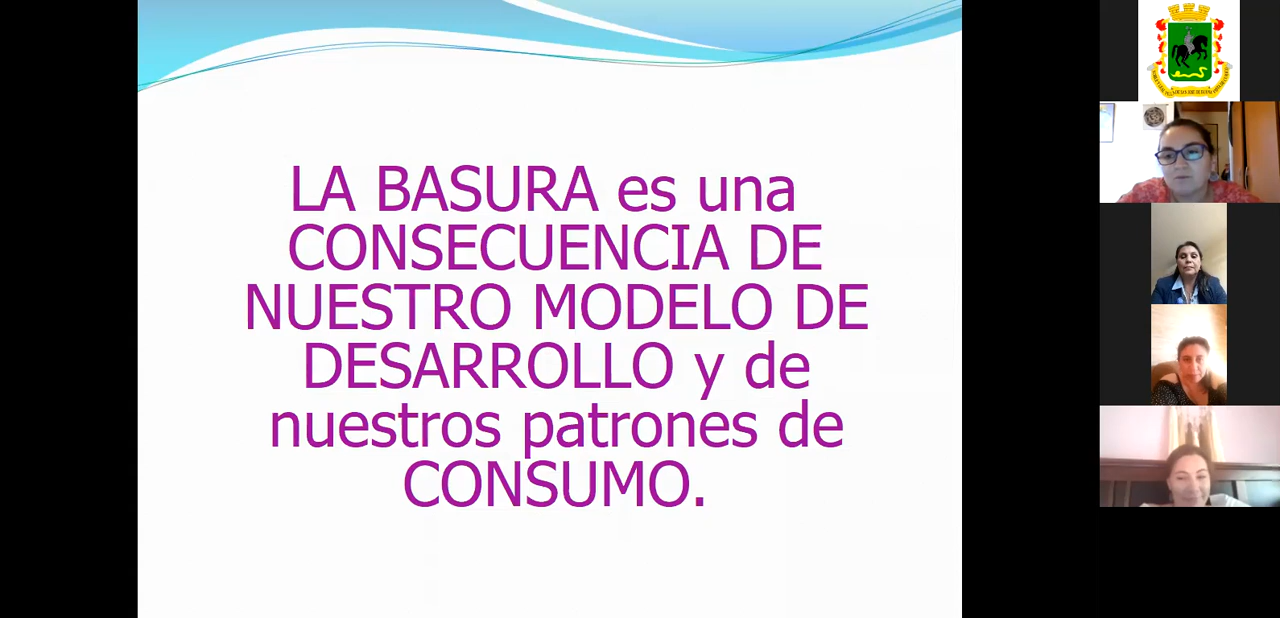 LA BASURA es una
CONSECUENCIA DE
NUESTRO MODELO DE
DESARROLLO y de
nuestros patrones de
CONSUMO.